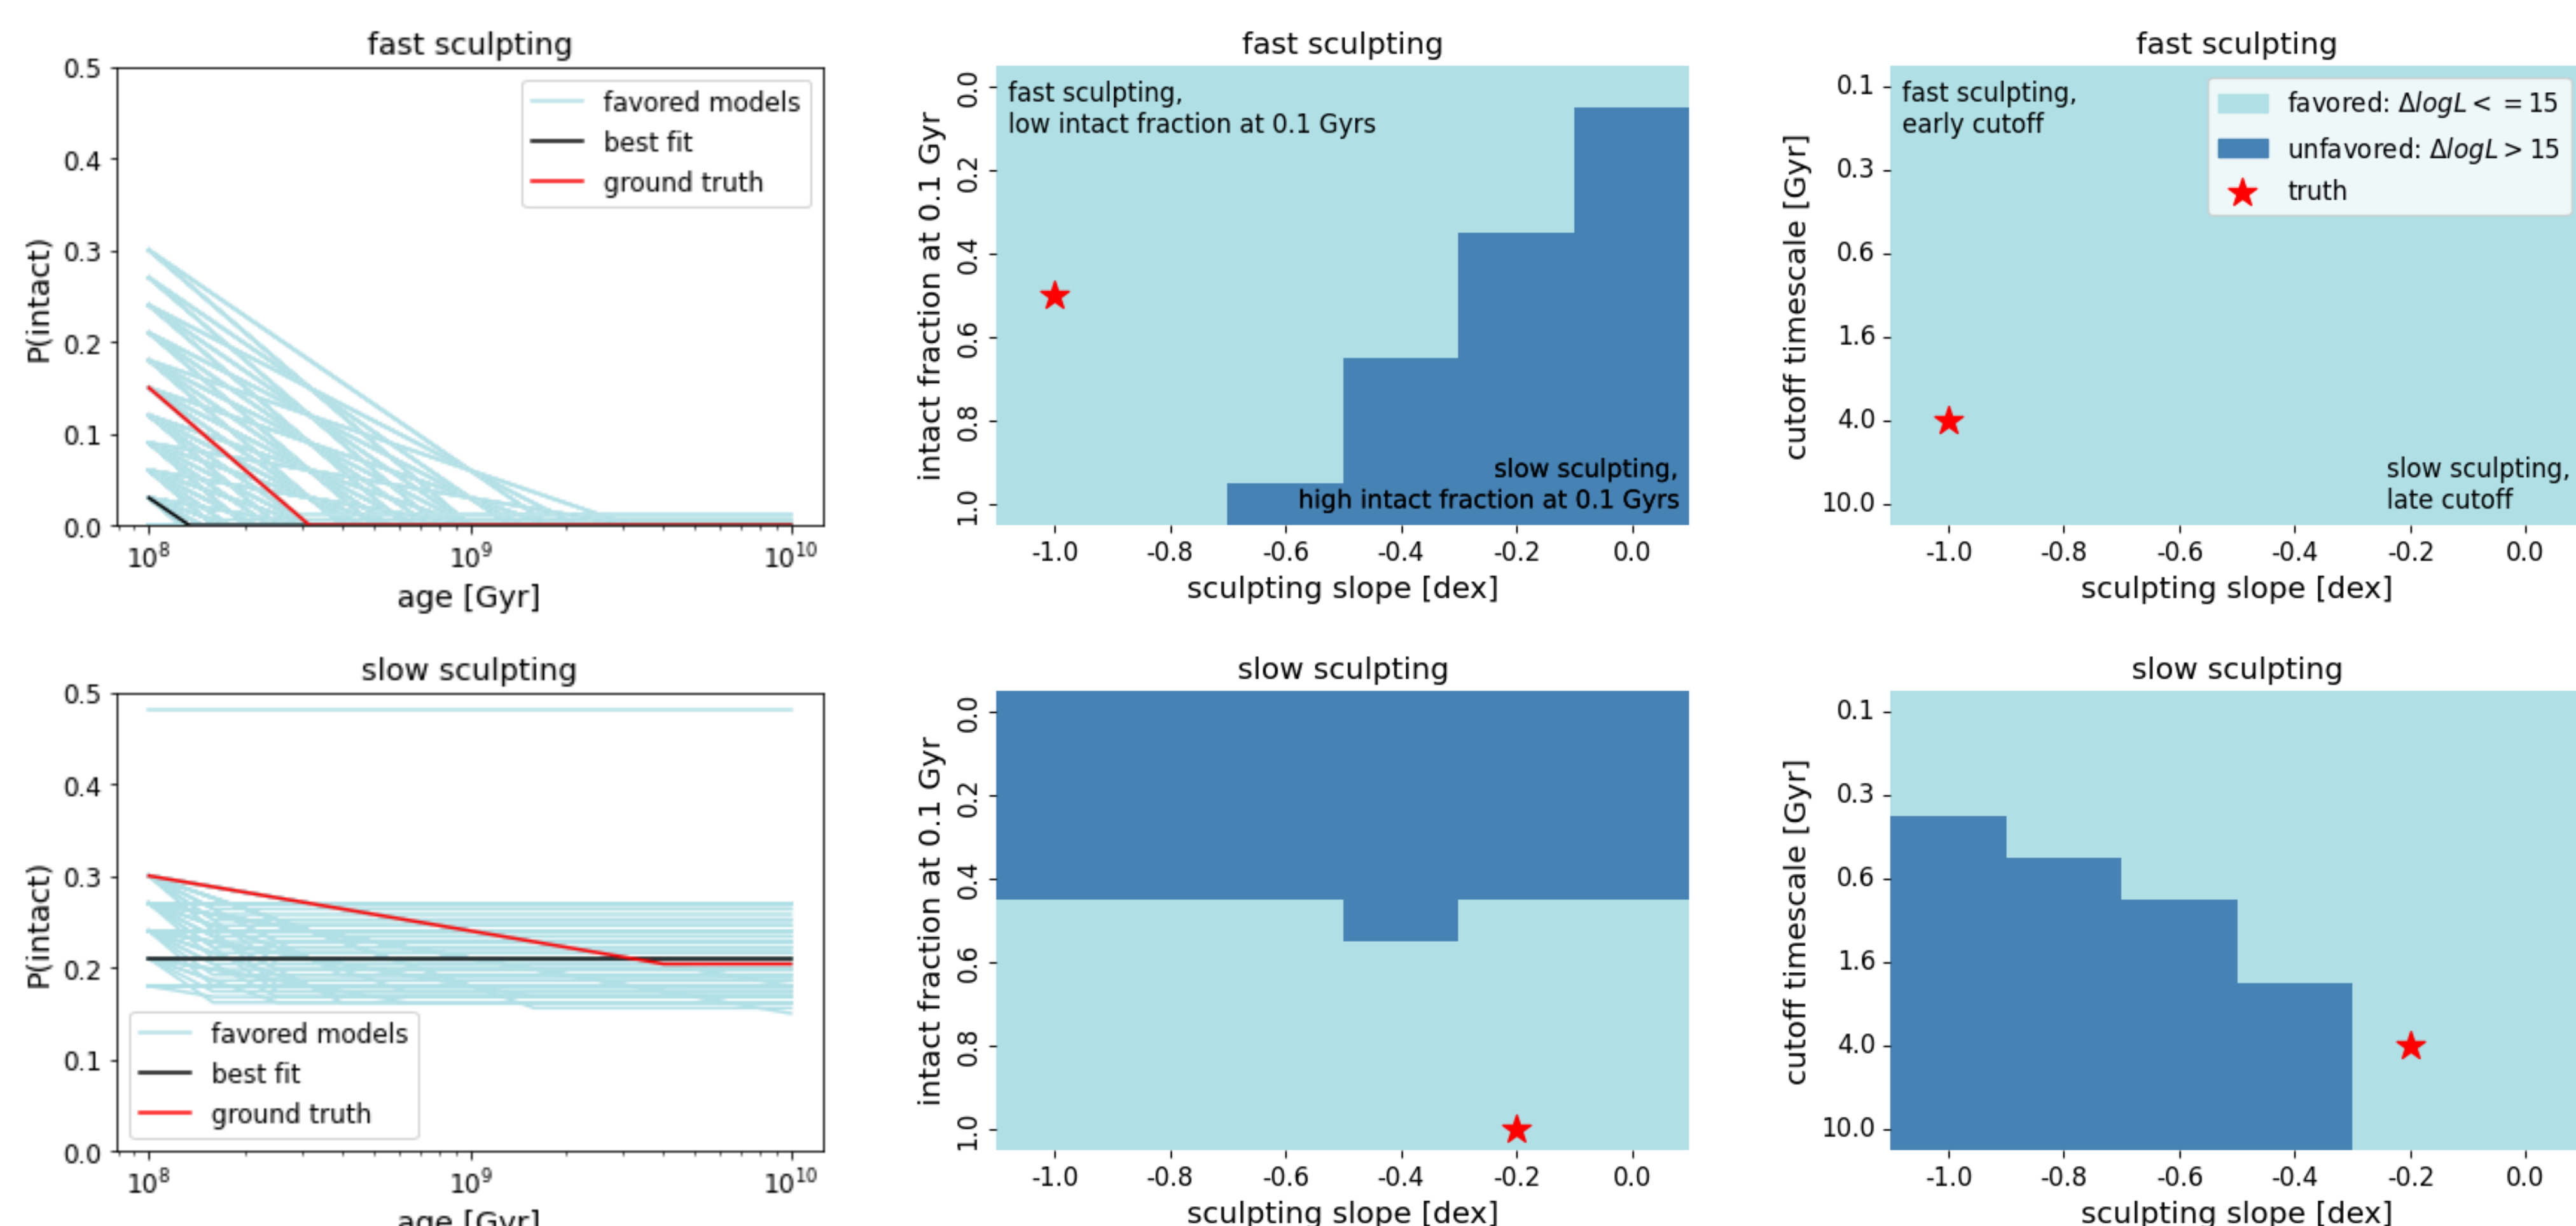 fast sculpting
0.5
0.4
0.3
0.2
0.1
0.0
P(intact)
favored models
best fit
ground truth
10^8
10^9
10^10
age [Gyr]
fast sculpting
fast sculpting,
low intact fraction at 0.1 Gyrs
0.0
0.2
0.4
0.6
0.8
1.0
intact fraction at 0.1 Gyr
slow sculpting,
high intact fraction at 0.1 Gyrs
-1.0
-0.8
-0.6
-0.4
-0.2
0.0
sculpting slope [dex]
fast sculpting
fast sculpting,
early cutoff
favored: ΔlogL <= 15
unfavored: ΔlogL > 15
truth
0.1
0.3
0.6
1.6
4.0
10.0
cutoff timescale [Gyr]
slow sculpting,
late cutoff
-1.0
-0.8
-0.6
-0.4
-0.2
0.0
sculpting slope [dex]
slow sculpting
0.5
0.4
0.3
0.2
0.1
0.0
P(intact)
favored models
best fit
ground truth
10^8
10^9
10^10
age [Gyr]
slow sculpting
0.0
0.2
0.4
0.6
0.8
1.0
intact fraction at 0.1 Gyr
-1.0
-0.8
-0.6
-0.4
-0.2
0.0
sculpting slope [dex]
slow sculpting
0.1
0.3
0.6
1.6
4.0
10.0
cutoff timescale [Gyr]
-1.0
-0.8
-0.6
-0.4
-0.2
0.0
sculpting slope [dex]